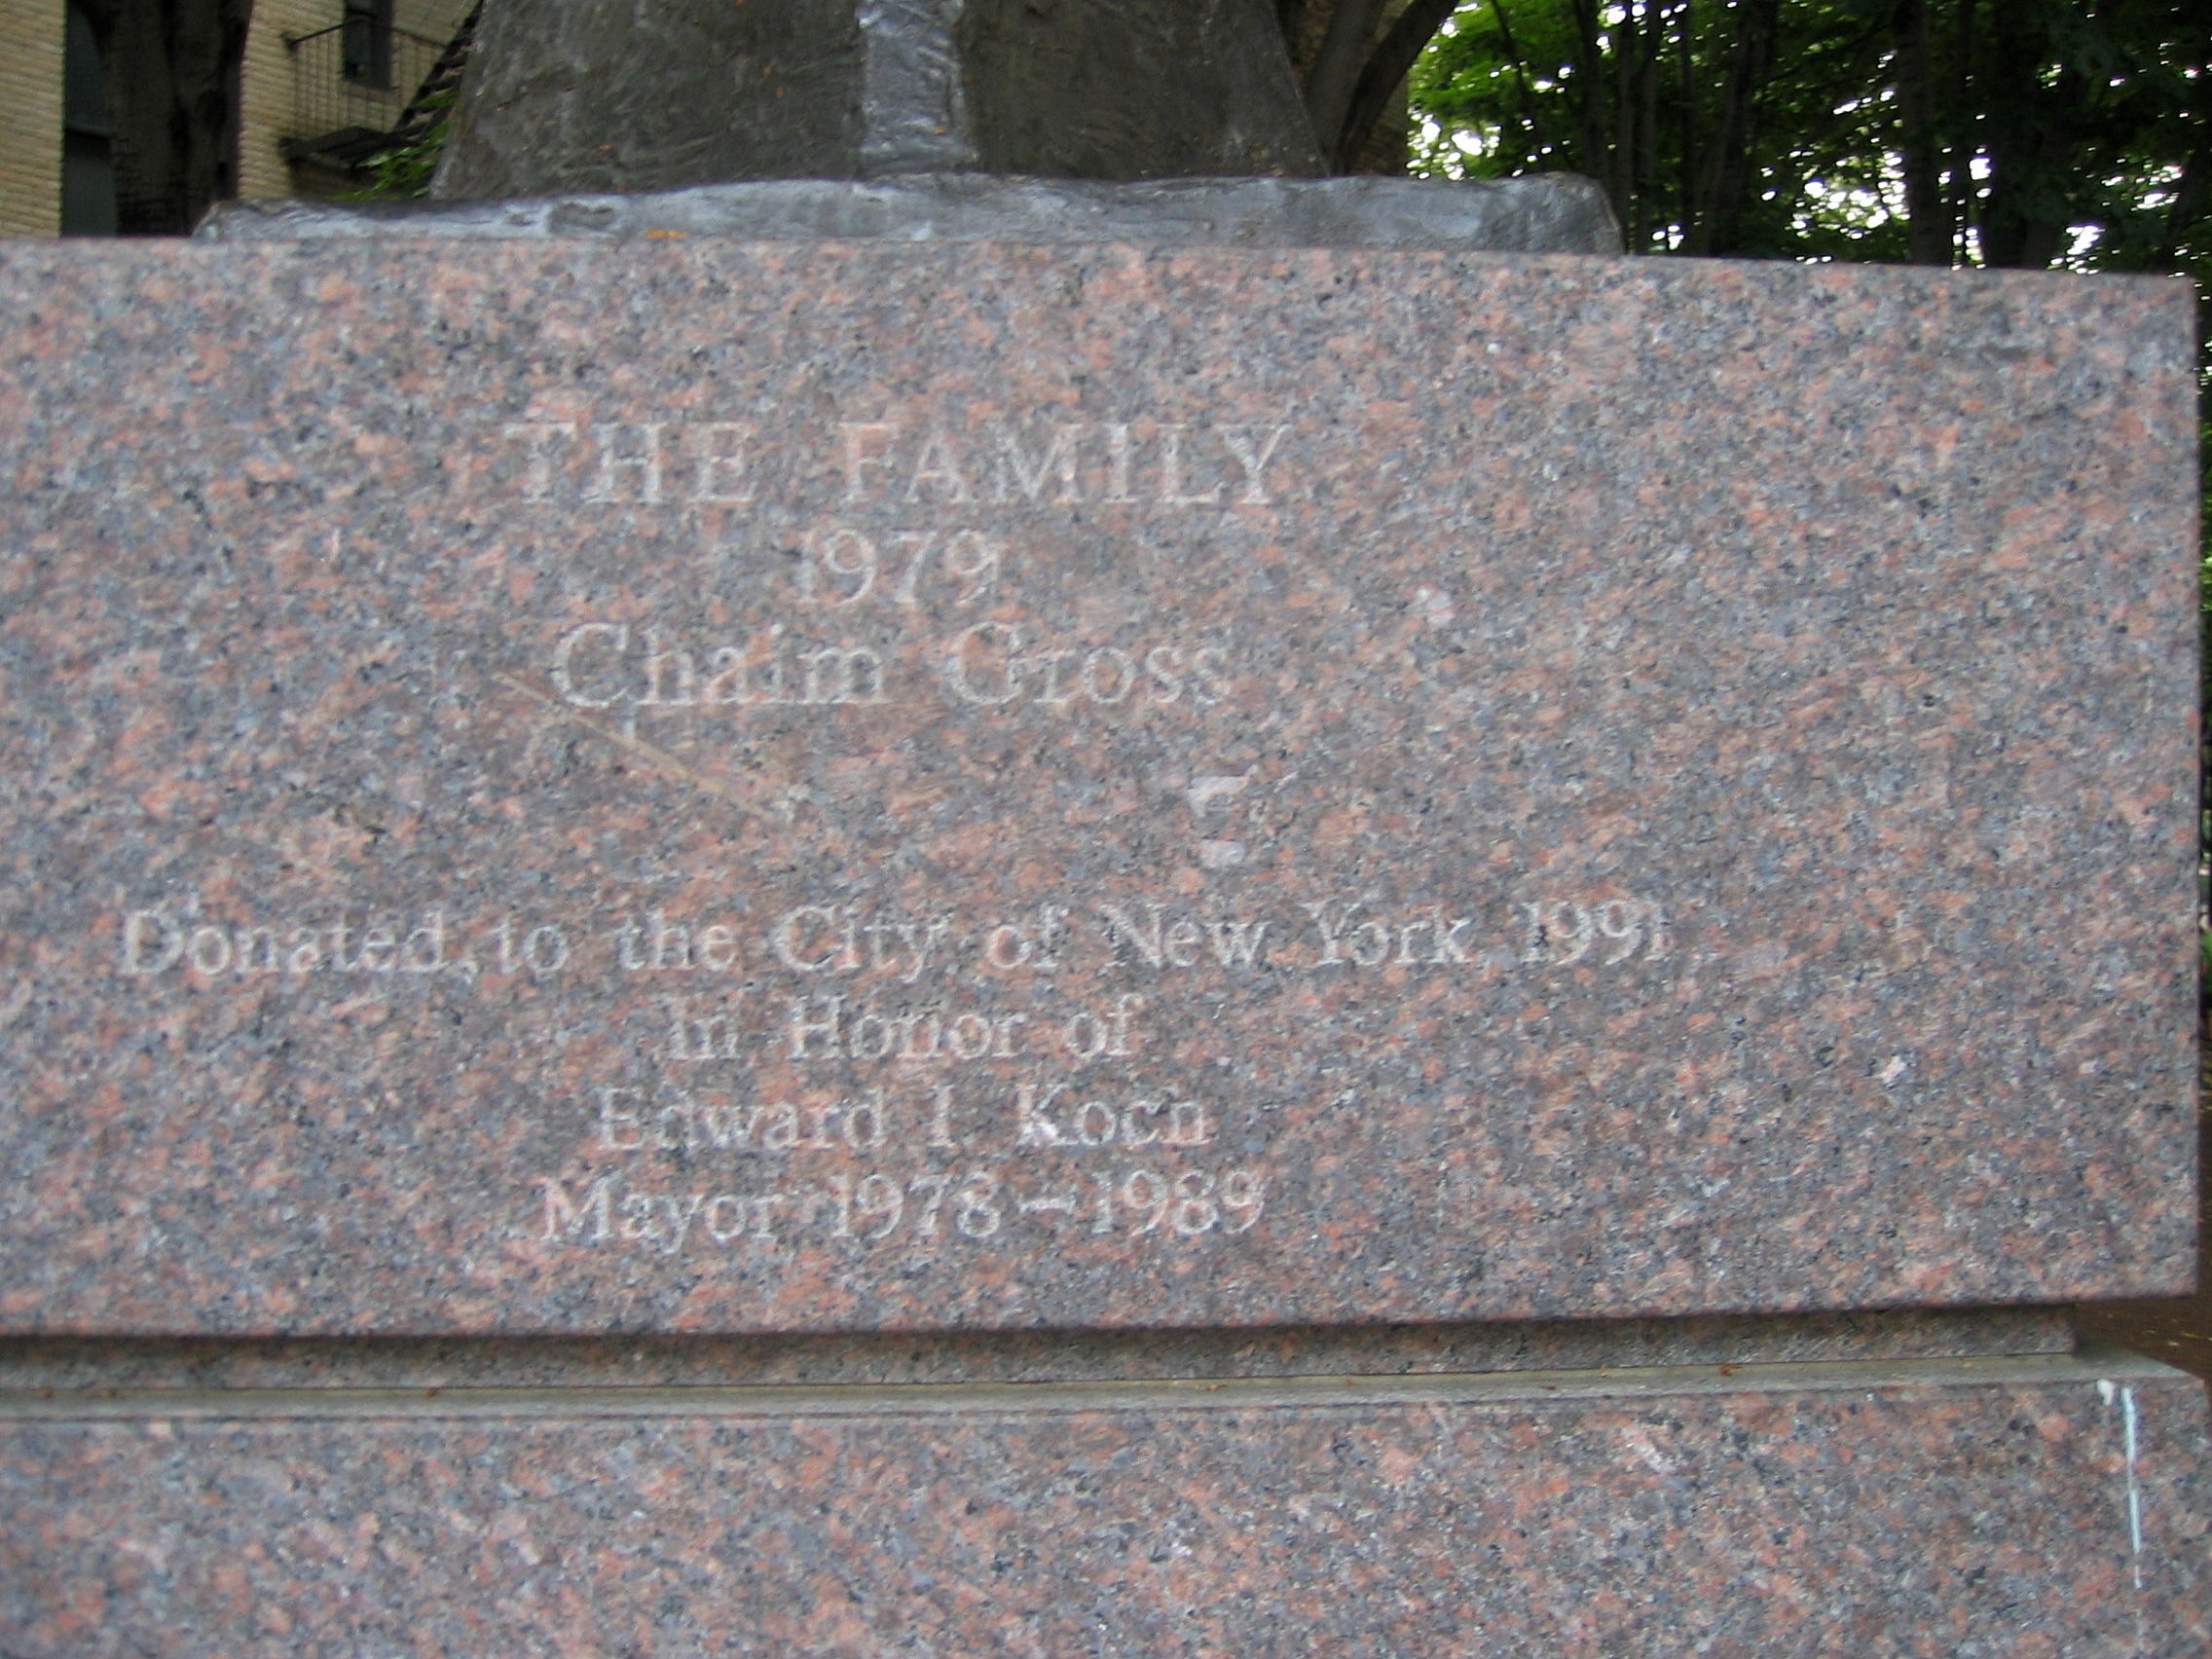 THE FAMILY
1979
Chaim Gross
Donated to the City of New York 1991
In Honor of
Edward I. Koch
Mayor 1978-1989